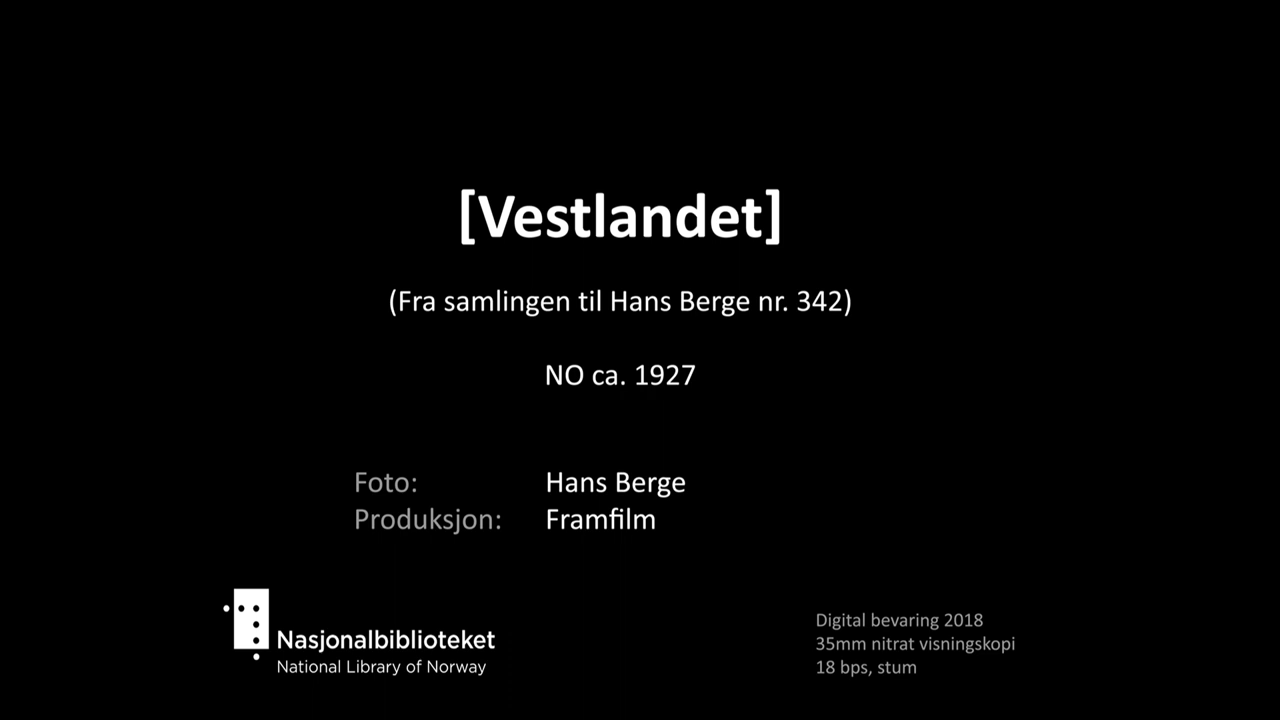 [Vestlandet]
(Fra samlingen til Hans Berge nr. 342)
NO ca. 1927
Foto: Hans Berge
Produksjon: Framfilm
Nasjonalbiblioteket
National Library of Norway
Digital bevaring 2018
35mm nitrat visningskopi
18 bps, stum